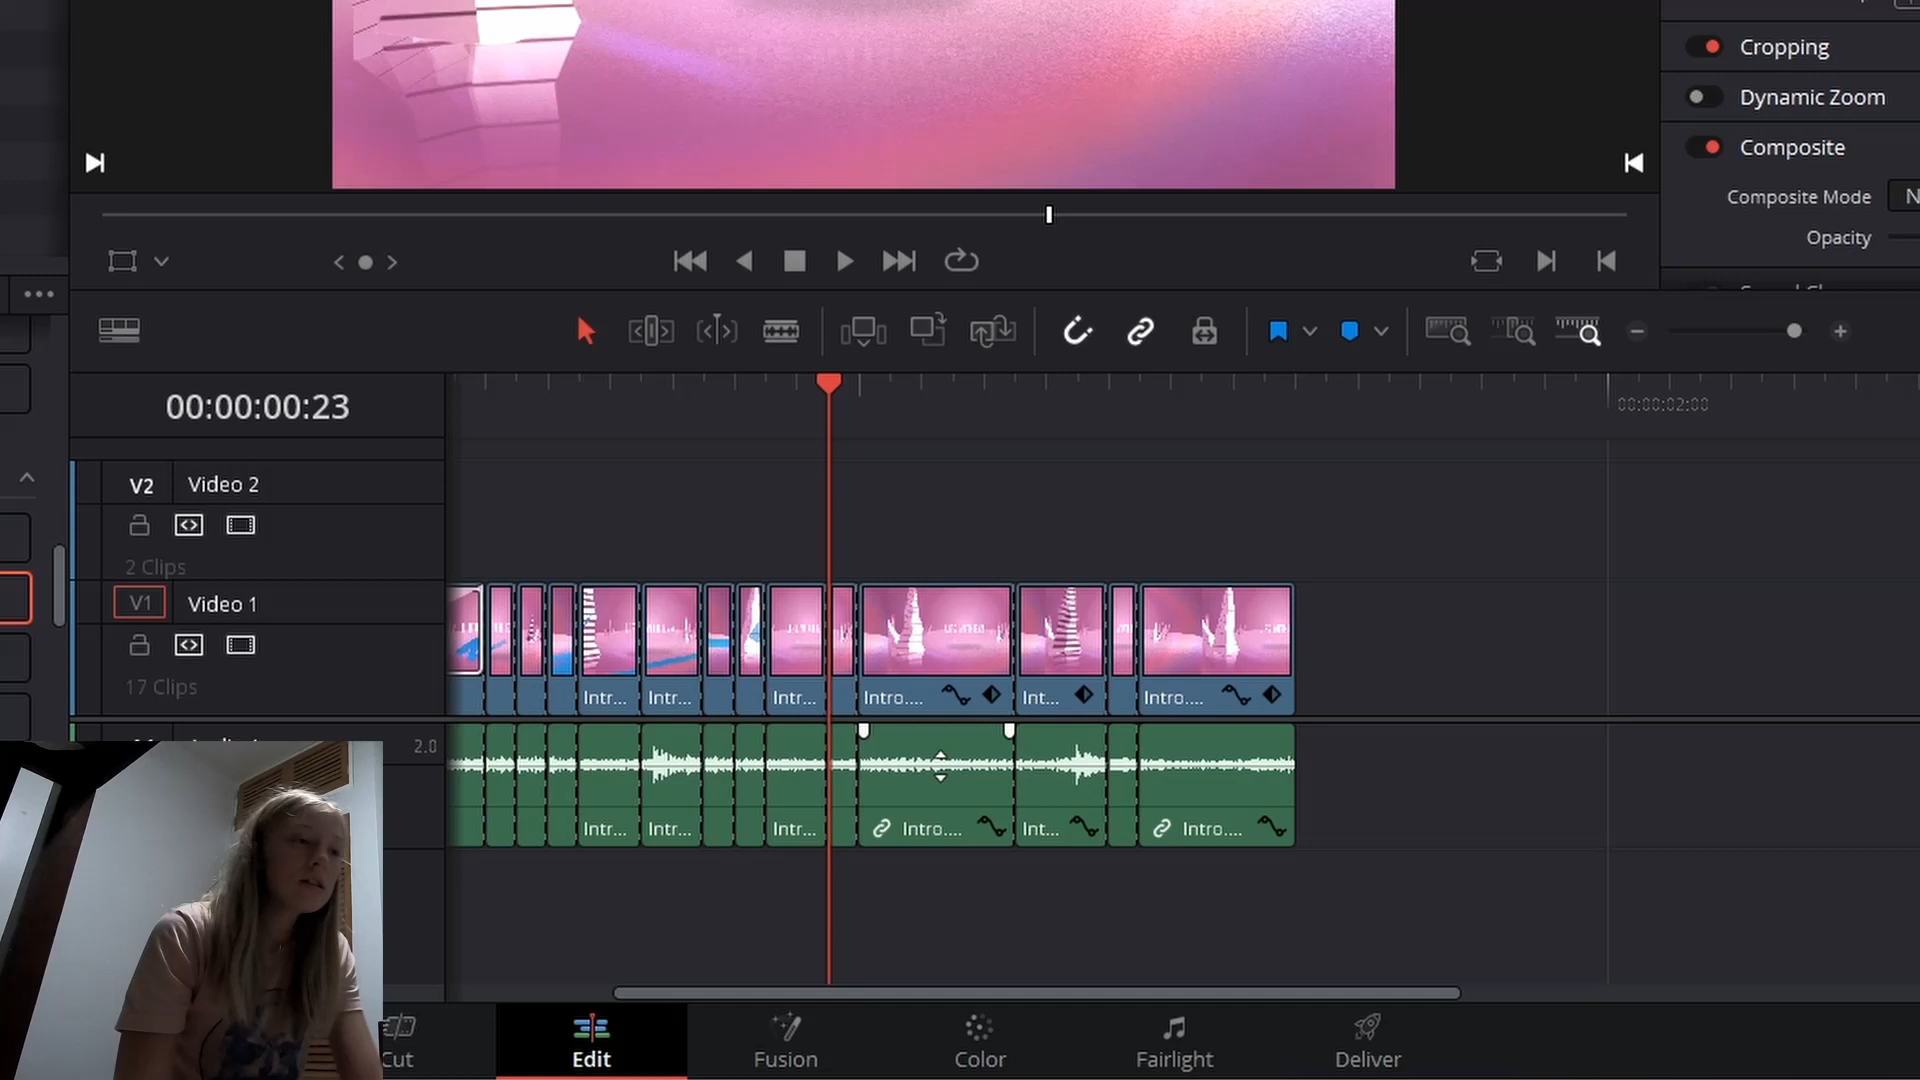 Cropping
Dynamic Zoom
Composite
Composite Mode
Opacity
00:00:00:23
00:00:02:00
V2 Video 2
2 Clips
V1 Video 1
17 Clips
Intr... Intr... Intr... Intro.... Int... Intro....
2.0
Intr... Intr... Intr... Intro.... Int... Intro....
Cut Edit Fusion Color Fairlight Deliver